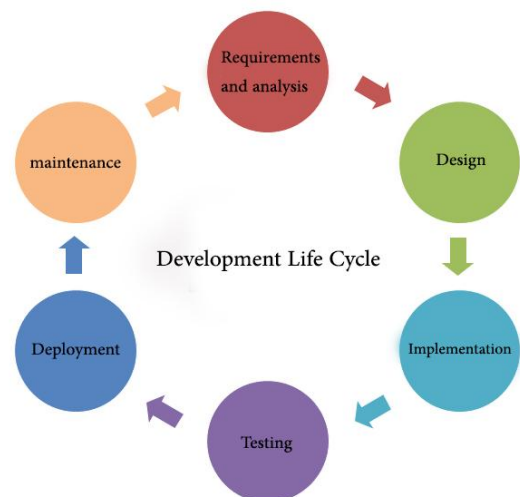 Requirements
and analysis
Design
Implementation
Testing
Deployment
maintenance
Development Life Cycle